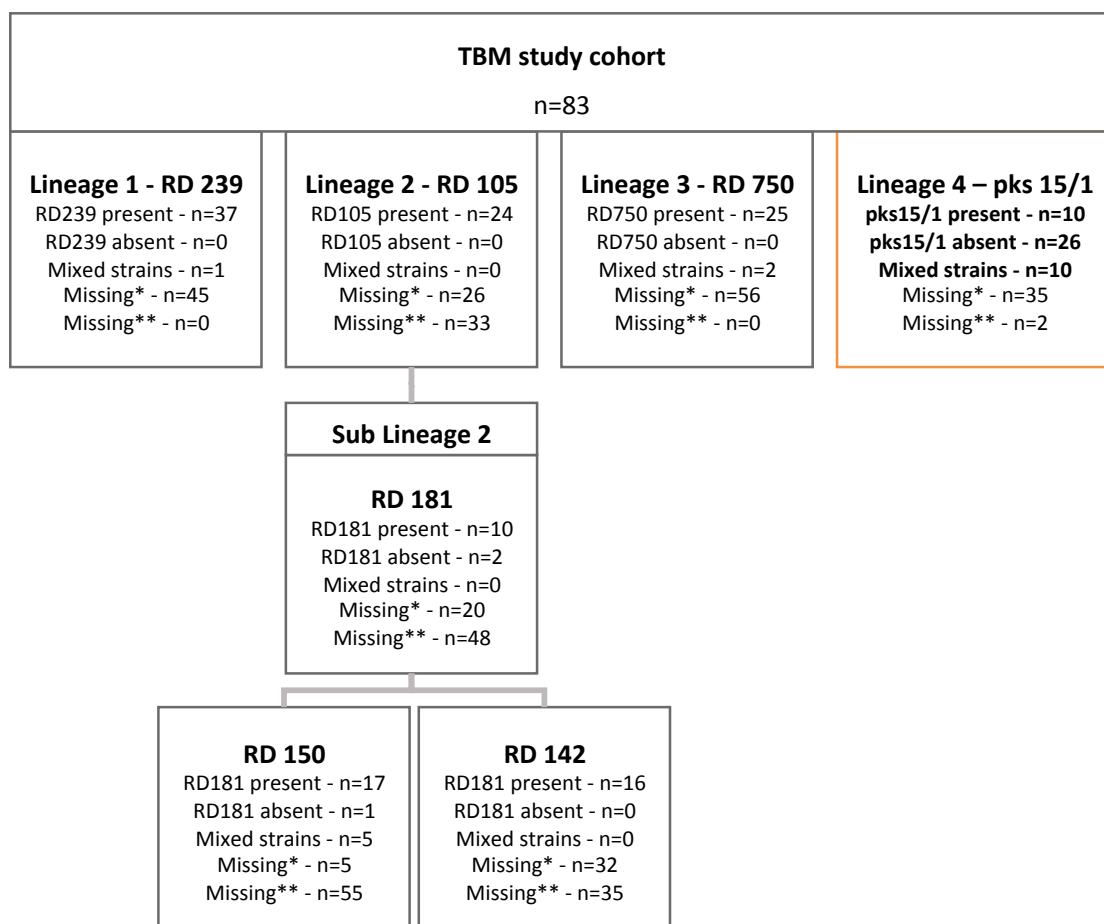 TBM study cohort
n=83
Lineage 1 - RD 239
RD239 present - n=37
RD239 absent - n=0
Mixed strains - n=1
Missing* - n=45
Missing** - n=0
Lineage 2 - RD 105
RD105 present - n=24
RD105 absent - n=0
Mixed strains - n=0
Missing* - n=26
Missing** - n=33
Lineage 3 - RD 750
RD750 present - n=25
RD750 absent - n=0
Mixed strains - n=2
Missing* - n=56
Missing** - n=0
Lineage 4 – pks 15/1
pks15/1 present - n=10
pks15/1 absent - n=26
Mixed strains - n=10
Missing* - n=35
Missing** - n=2
Sub Lineage 2
RD 181
RD181 present - n=10
RD181 absent - n=2
Mixed strains - n=0
Missing* - n=20
Missing** - n=48
RD 150
RD181 present - n=17
RD181 absent - n=1
Mixed strains - n=5
Missing* - n=5
Missing** - n=55
RD 142
RD181 present - n=16
RD181 absent - n=0
Mixed strains - n=0
Missing* - n=32
Missing** - n=35